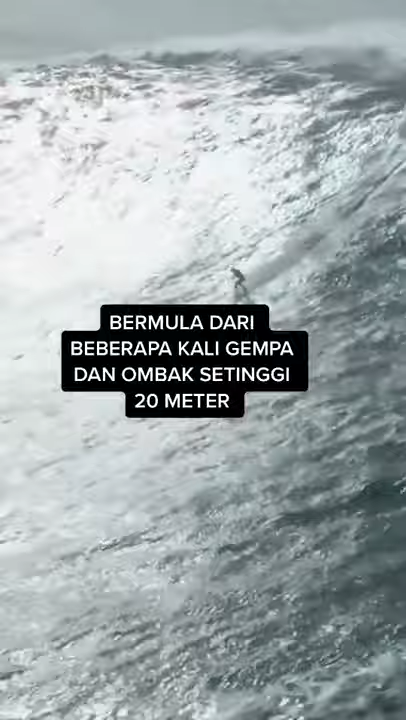 BERMULA DARI
BEBERAPA KALI GEMPA
DAN OMBAK SETINGGI
20 METER